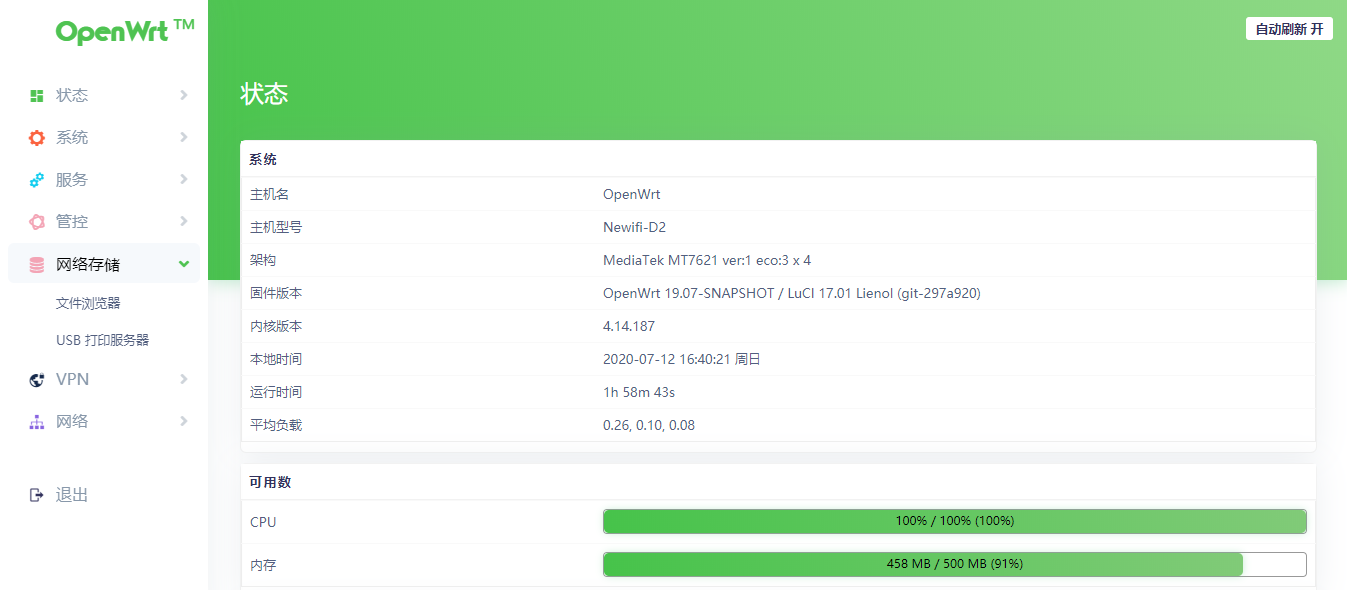 OpenWrt™
自动刷新 开
状态
系统
服务
管控
网络存储
文件浏览器
USB 打印服务器
VPN
网络
退出
状态
系统
主机名 OpenWrt
主机型号 Newifi-D2
架构 MediaTek MT7621 ver:1 eco:3 x 4
固件版本 OpenWrt 19.07-SNAPSHOT / LuCI 17.01 Lienol (git-297a920)
内核版本 4.14.187
本地时间 2020-07-12 16:40:21 周日
运行时间 1h 58m 43s
平均负载 0.26, 0.10, 0.08
可用数
CPU 100% / 100% (100%)
内存 458 MB / 500 MB (91%)